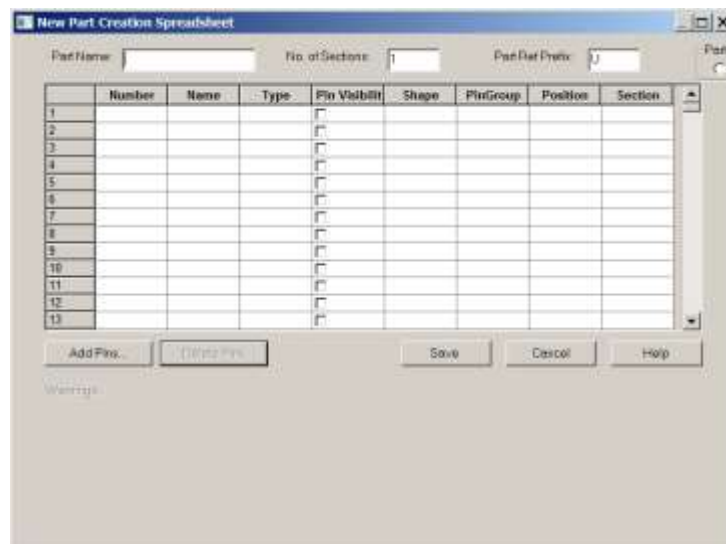 New Part Creation Spreadsheet
Part Name: No. of Sections: 1 Part Ref Prefix: U Part
Number Name Type Pin Visibilit Shape PinGroup Position Section
1
2
3
4
5
6
7
8
9
10
11
12
13
Add Pins... Delete Pins Save Cancel Help
Warnings